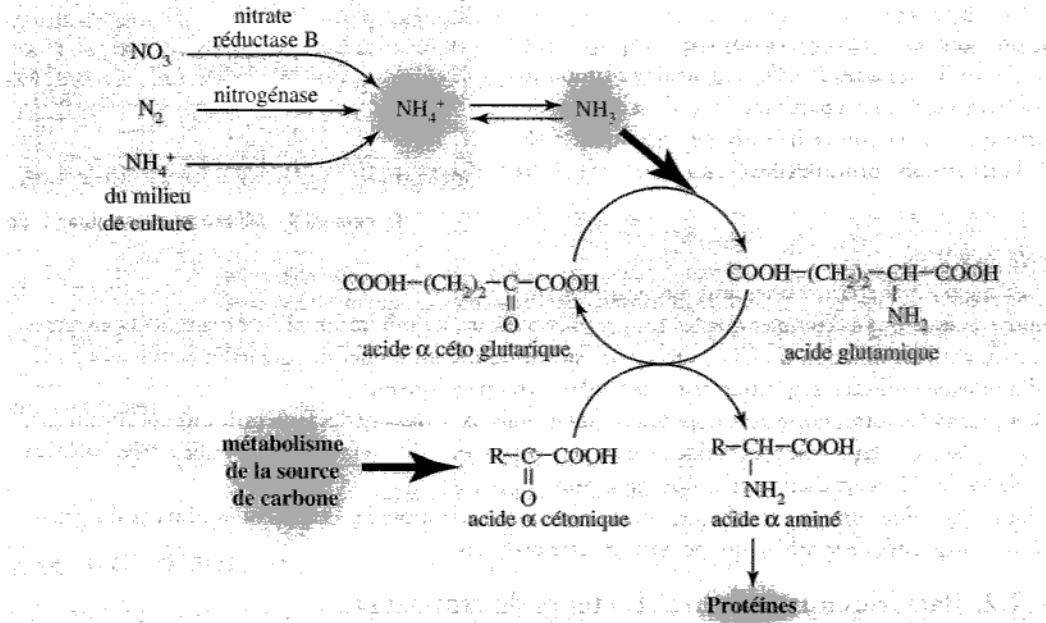 nitrate
réductase B
NO₃
N₂
nitrogénase
NH₄⁺
NH₃
NH₄⁺
du milieu
de culture
COOH–(CH₂)₂–C–COOH
O
acide α céto glutarique
COOH–(CH₂)₂–CH–COOH
NH₂
acide glutamique
métabolisme
de la source
de carbone
R–C–COOH
O
acide α cétonique
R–CH–COOH
NH₂
acide α aminé
Protéines